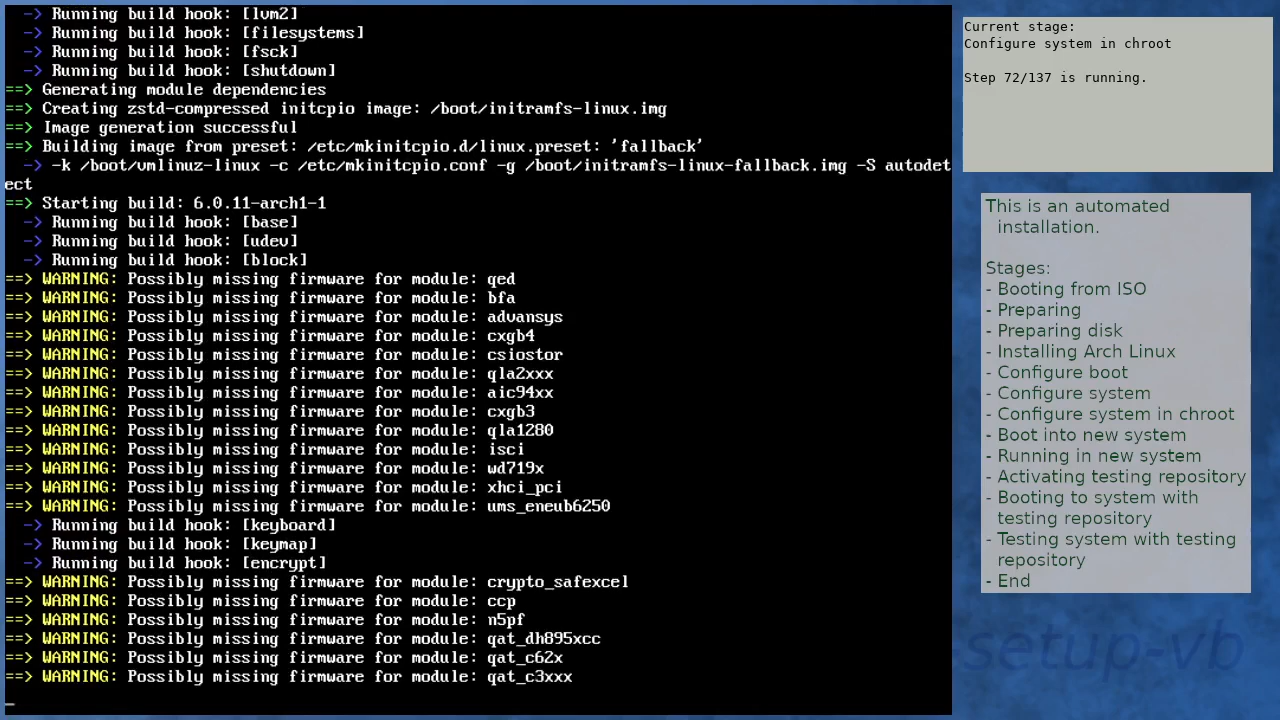 -> Running build hook: [lvm2]
-> Running build hook: [filesystems]
-> Running build hook: [fsck]
-> Running build hook: [shutdown]
==> Generating module dependencies
==> Creating zstd-compressed initcpio image: /boot/initramfs-linux.img
==> Image generation successful
==> Building image from preset: /etc/mkinitcpio.d/linux.preset: 'fallback'
-> -k /boot/vmlinuz-linux -c /etc/mkinitcpio.conf -g /boot/initramfs-linux-fallback.img -S autodet
ect
==> Starting build: 6.0.11-arch1-1
-> Running build hook: [base]
-> Running build hook: [udev]
-> Running build hook: [block]
==> WARNING: Possibly missing firmware for module: qed
==> WARNING: Possibly missing firmware for module: bfa
==> WARNING: Possibly missing firmware for module: advansys
==> WARNING: Possibly missing firmware for module: cxgb4
==> WARNING: Possibly missing firmware for module: csiostor
==> WARNING: Possibly missing firmware for module: qla2xxx
==> WARNING: Possibly missing firmware for module: aic94xx
==> WARNING: Possibly missing firmware for module: cxgb3
==> WARNING: Possibly missing firmware for module: qla1280
==> WARNING: Possibly missing firmware for module: isci
==> WARNING: Possibly missing firmware for module: wd719x
==> WARNING: Possibly missing firmware for module: xhci_pci
==> WARNING: Possibly missing firmware for module: ums_eneub6250
-> Running build hook: [keyboard]
-> Running build hook: [keymap]
-> Running build hook: [encrypt]
==> WARNING: Possibly missing firmware for module: crypto_safexcel
==> WARNING: Possibly missing firmware for module: ccp
==> WARNING: Possibly missing firmware for module: n5pf
==> WARNING: Possibly missing firmware for module: qat_dh895xcc
==> WARNING: Possibly missing firmware for module: qat_c62x
==> WARNING: Possibly missing firmware for module: qat_c3xxx
Current stage:
Configure system in chroot
Step 72/137 is running.
This is an automated
installation.
Stages:
- Booting from ISO
- Preparing
- Preparing disk
- Installing Arch Linux
- Configure boot
- Configure system
- Configure system in chroot
- Boot into new system
- Running in new system
- Activating testing repository
- Booting to system with
testing repository
- Testing system with testing
repository
- End
setup-vb